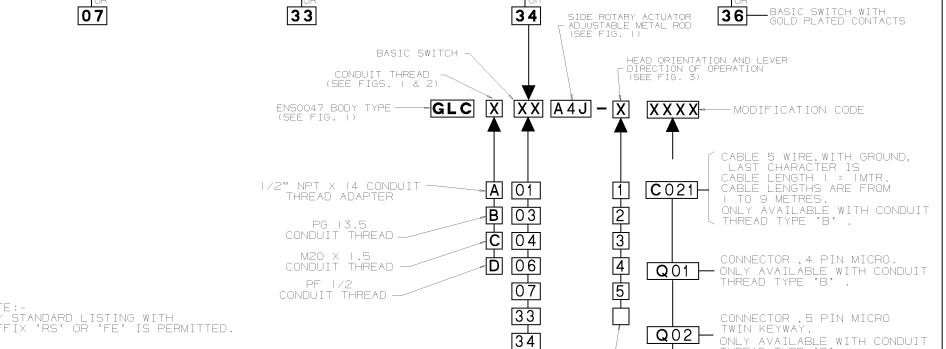 07
33
34
36
BASIC SWITCH WITH
GOLD PLATED CONTACTS
SIDE ROTARY ACTUATOR
ADJUSTABLE METAL ROD
(SEE FIG. 1)
BASIC SWITCH
HEAD ORIENTATION AND LEVER
DIRECTION OF OPERATION
(SEE FIG. 3)
CONDUIT THREAD
(SEE FIGS. 1 & 2)
EN50047 BODY TYPE
(SEE FIG. 1)
GLC X XX A4J - X XXXX
MODIFICATION CODE
1/2" NPT X 14 CONDUIT
THREAD ADAPTER
PG 13.5
CONDUIT THREAD
M20 X 1.5
CONDUIT THREAD
PF 1/2
CONDUIT THREAD
A
B
C
D
01
03
04
06
07
33
34
1
2
3
4
5
C021
CABLE 5 WIRE, WITH GROUND,
LAST CHARACTER IS
CABLE LENGTH 1 = 1MTR.
CABLE LENGTHS ARE FROM
1 TO 9 METRES.
ONLY AVAILABLE WITH CONDUIT
THREAD TYPE 'B' .
Q01
CONNECTOR ,4 PIN MICRO.
ONLY AVAILABLE WITH CONDUIT
THREAD TYPE 'B' .
Q02
CONNECTOR ,5 PIN MICRO
TWIN KEYWAY.
ONLY AVAILABLE WITH CONDUIT
TE:-
Y STANDARD LISTING WITH
FFIX 'RS' OR 'FE' IS PERMITTED.